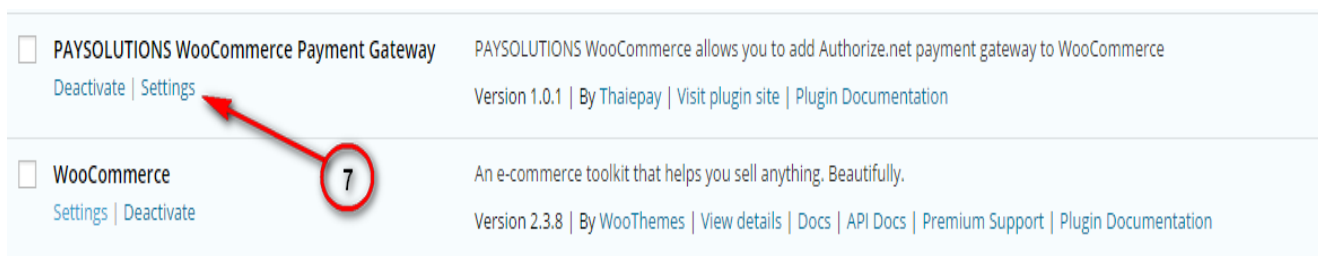 PAYSOLUTIONS WooCommerce Payment Gateway
Deactivate | Settings
PAYSOLUTIONS WooCommerce allows you to add Authorize.net payment gateway to WooCommerce
Version 1.0.1 | By Thaiepay | Visit plugin site | Plugin Documentation
7
WooCommerce
Settings | Deactivate
An e-commerce toolkit that helps you sell anything. Beautifully.
Version 2.3.8 | By WooThemes | View details | Docs | API Docs | Premium Support | Plugin Documentation